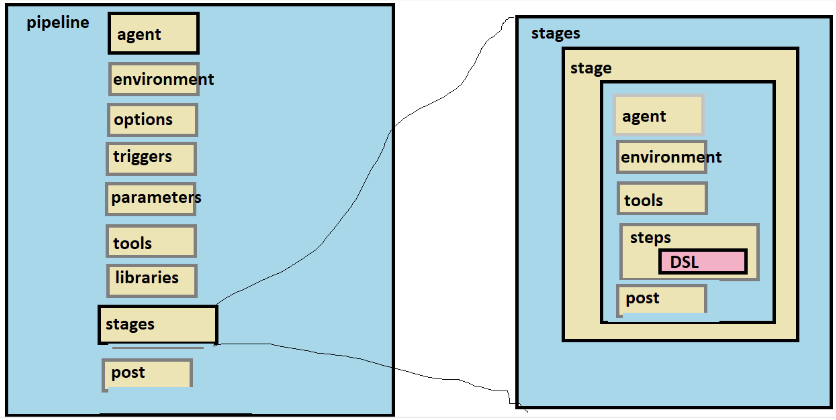 pipeline
agent
environment
options
triggers
parameters
tools
libraries
stages
post
stages
stage
agent
environment
tools
steps
DSL
post